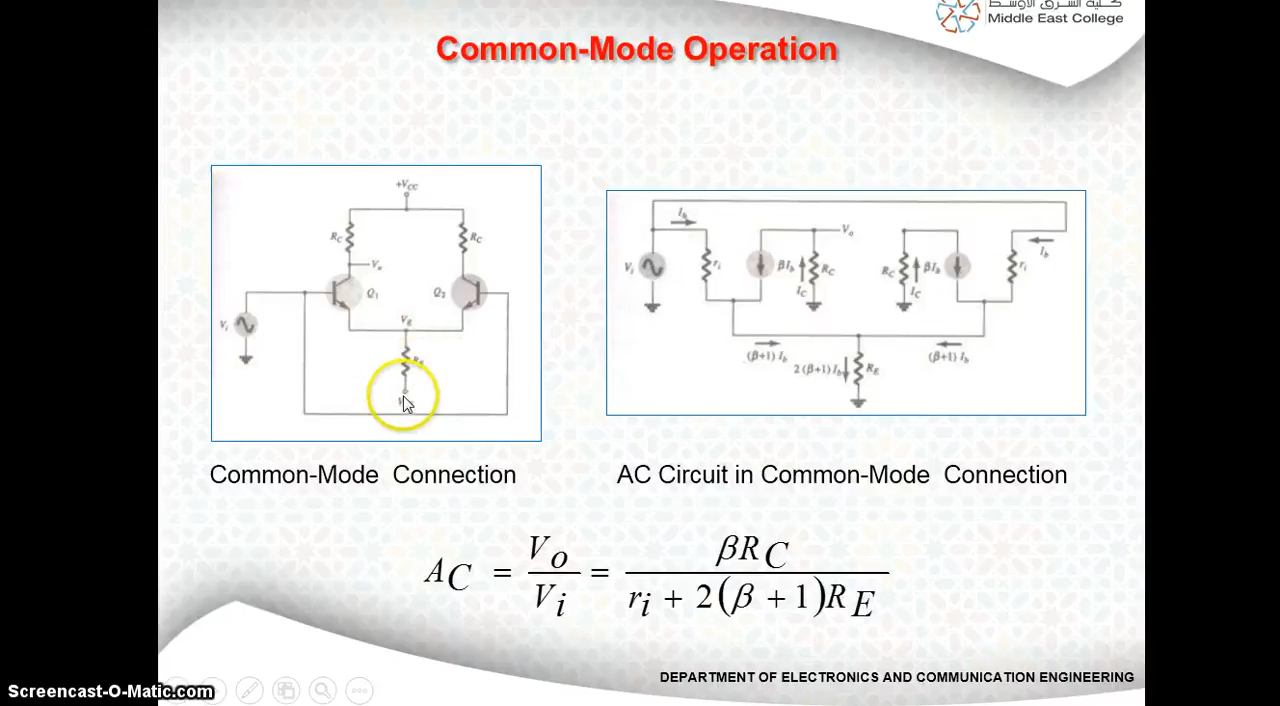 كلية الشرق الأوسط
Middle East College
Common-Mode Operation
+VCC
RC
RC
Vo
Q1
Q2
Vi
VE
Ib
Vo
Vi
ri
βIb
RC
IC
RC
βIb
IC
ri
Ib
(β+1) Ib
2(β+1) Ib
RE
(β+1) Ib
Common-Mode Connection
AC Circuit in Common-Mode Connection
AC = Vo / Vi = βRC / ri + 2(β + 1)RE
DEPARTMENT OF ELECTRONICS AND COMMUNICATION ENGINEERING
Screencast-O-Matic.com